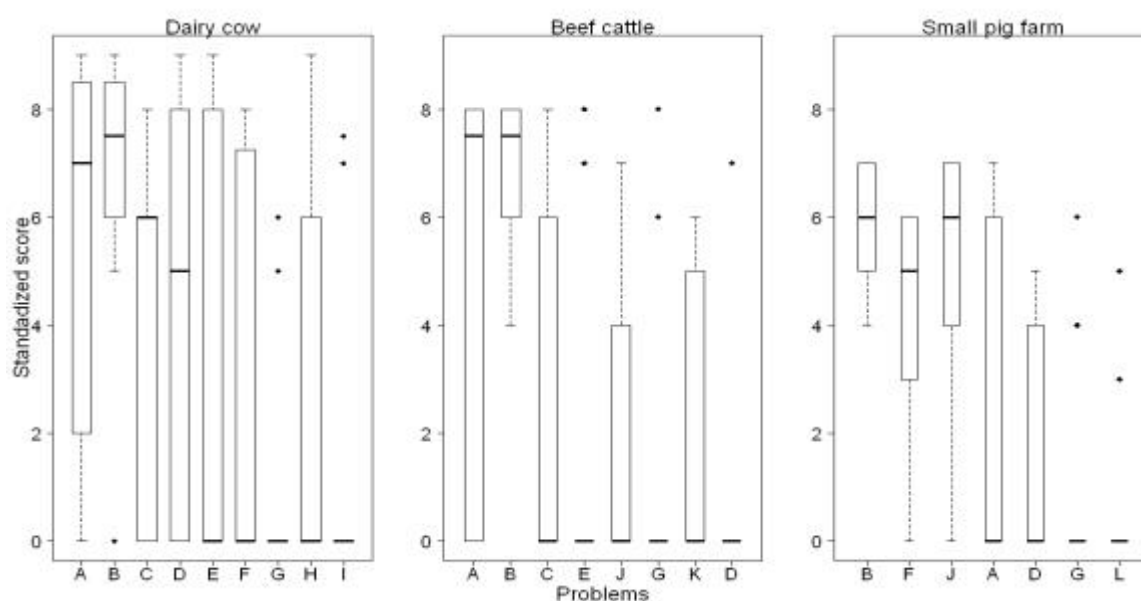 Dairy cow
Beef cattle
Small pig farm
Standadized score
8
6
4
2
0
8
6
4
2
0
8
6
4
2
0
A B C D E F G H I
A B C E J G K D
B F J A D G L
Problems